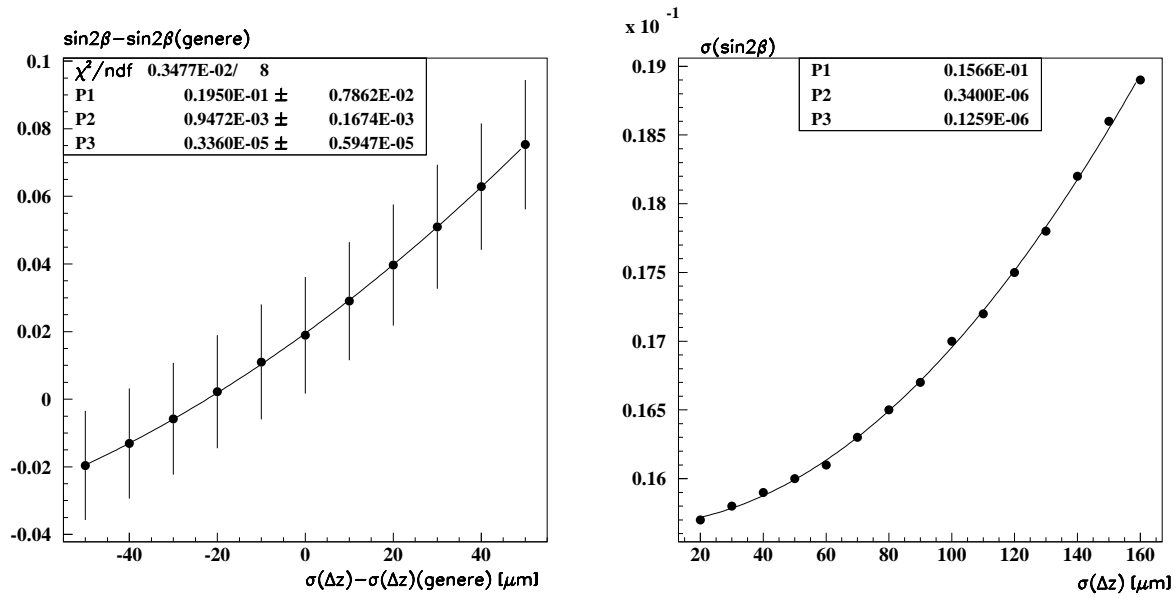 sin2β−sin2β(genere)
χ²/ndf 0.3477E-02/ 8
P1 0.1950E-01 ± 0.7862E-02
P2 0.9472E-03 ± 0.1674E-03
P3 0.3360E-05 ± 0.5947E-05
0.1
0.08
0.06
0.04
0.02
0
-0.02
-0.04
-40 -20 0 20 40
σ(Δz)−σ(Δz)(genere) [μm]
x 10 -1
σ(sin2β)
P1 0.1566E-01
P2 0.3400E-06
P3 0.1259E-06
0.19
0.185
0.18
0.175
0.17
0.165
0.16
20 40 60 80 100 120 140 160
σ(Δz) [μm]